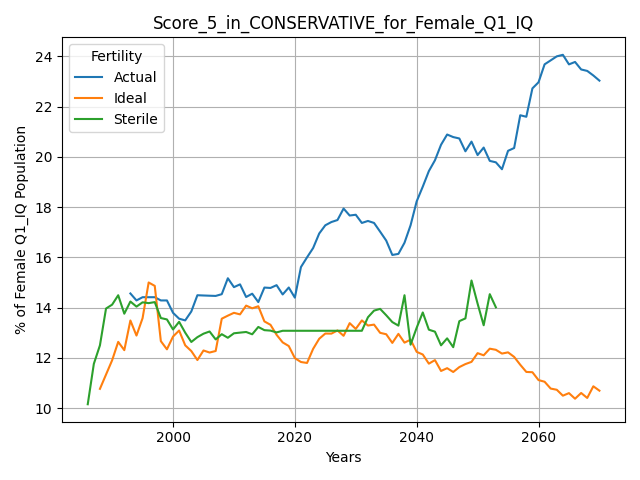 Score_5_in_CONSERVATIVE_for_Female_Q1_IQ
Fertility
Actual
Ideal
Sterile
% of Female Q1_IQ Population
24
22
20
18
16
14
12
10
2000
2020
2040
2060
Years